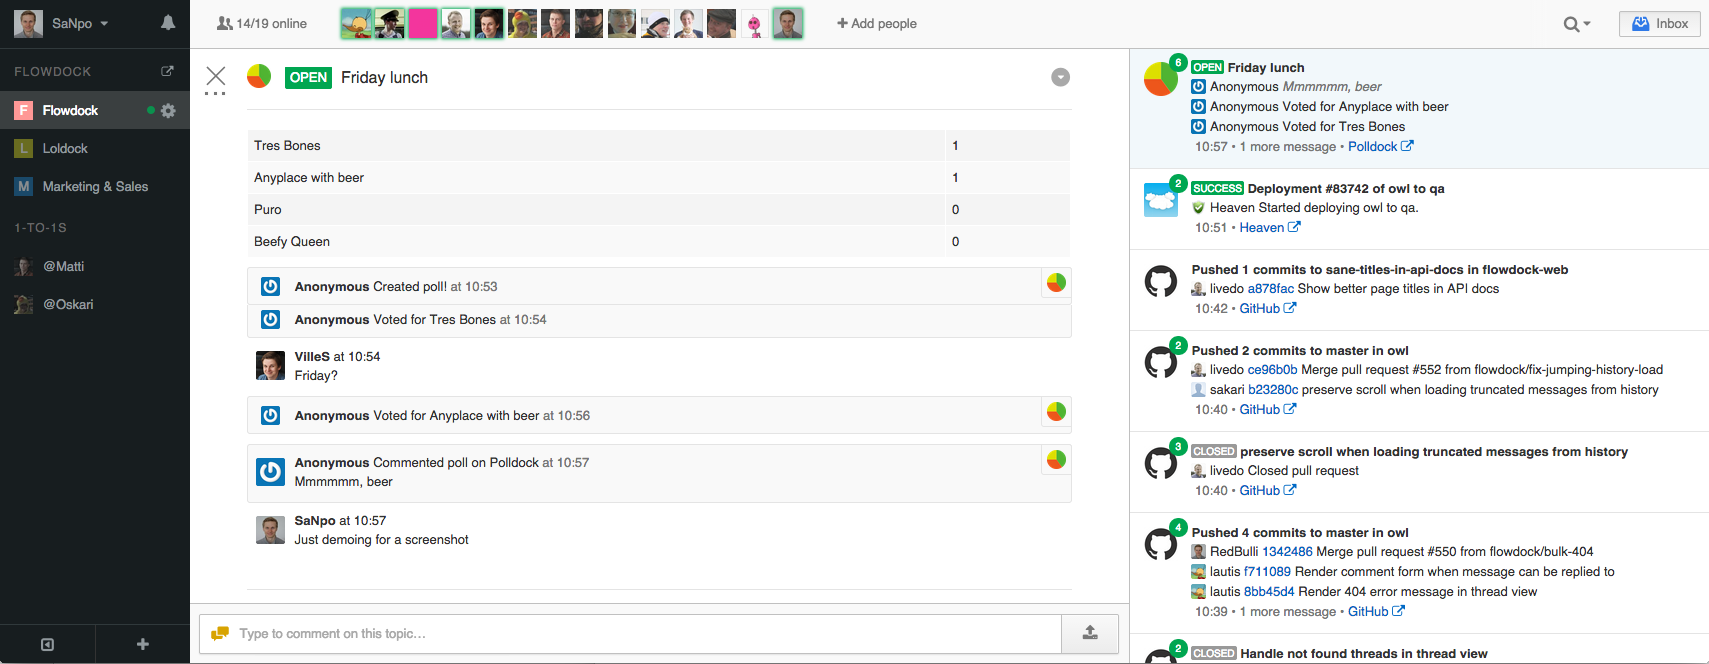 SaNpo
14/19 online
Add people
Inbox
FLOWDOCK
F Flowdock
L Loldock
M Marketing & Sales
1-TO-1S
@Matti
@Oskari
OPEN Friday lunch
Tres Bones 1
Anyplace with beer 1
Puro 0
Beefy Queen 0
Anonymous Created poll! at 10:53
Anonymous Voted for Tres Bones at 10:54
VilleS at 10:54
Friday?
Anonymous Voted for Anyplace with beer at 10:56
Anonymous Commented poll on Polldock at 10:57
Mmmmmm, beer
SaNpo at 10:57
Just demoing for a screenshot
Type to comment on this topic...
6
OPEN Friday lunch
Anonymous Mmmmmm, beer
Anonymous Voted for Anyplace with beer
Anonymous Voted for Tres Bones
10:57 • 1 more message • Polldock
2
SUCCESS Deployment #83742 of owl to qa
Heaven Started deploying owl to qa.
10:51 • Heaven
Pushed 1 commits to sane-titles-in-api-docs in flowdock-web
livedo a878fac Show better page titles in API docs
10:42 • GitHub
2
Pushed 2 commits to master in owl
livedo ce96b0b Merge pull request #552 from flowdock/fix-jumping-history-load
sakari b23280c preserve scroll when loading truncated messages from history
10:40 • GitHub
3
CLOSED preserve scroll when loading truncated messages from history
livedo Closed pull request
10:40 • GitHub
4
Pushed 4 commits to master in owl
RedBulli 1342486 Merge pull request #550 from flowdock/bulk-404
lautis f711089 Render comment form when message can be replied to
lautis 8bb45d4 Render 404 error message in thread view
10:39 • 1 more message • GitHub
2
CLOSED Handle not found threads in thread view